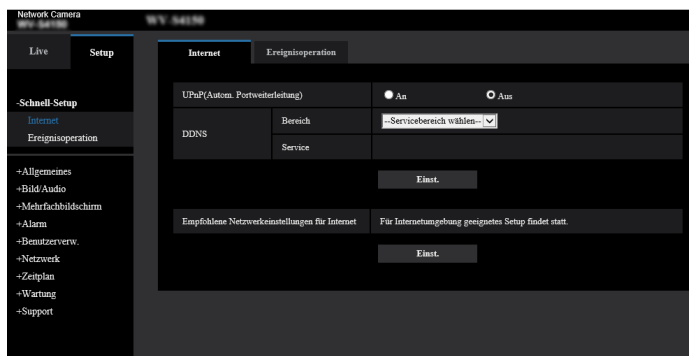 Network Camera
WV-S4150
Live
Setup
Internet
Ereignisoperation
-Schnell-Setup
Internet
Ereignisoperation
+Allgemeines
+Bild/Audio
+Mehrfachbildschirm
+Alarm
+Benutzerverw.
+Netzwerk
+Zeitplan
+Wartung
+Support
UPnP(Autom. Portweiterleitung)
An
Aus
DDNS
Bereich
--Servicebereich wählen--
Service
Einst.
Empfohlene Netzwerkeinstellungen für Internet
Für Internetumgebung geeignetes Setup findet statt.
Einst.